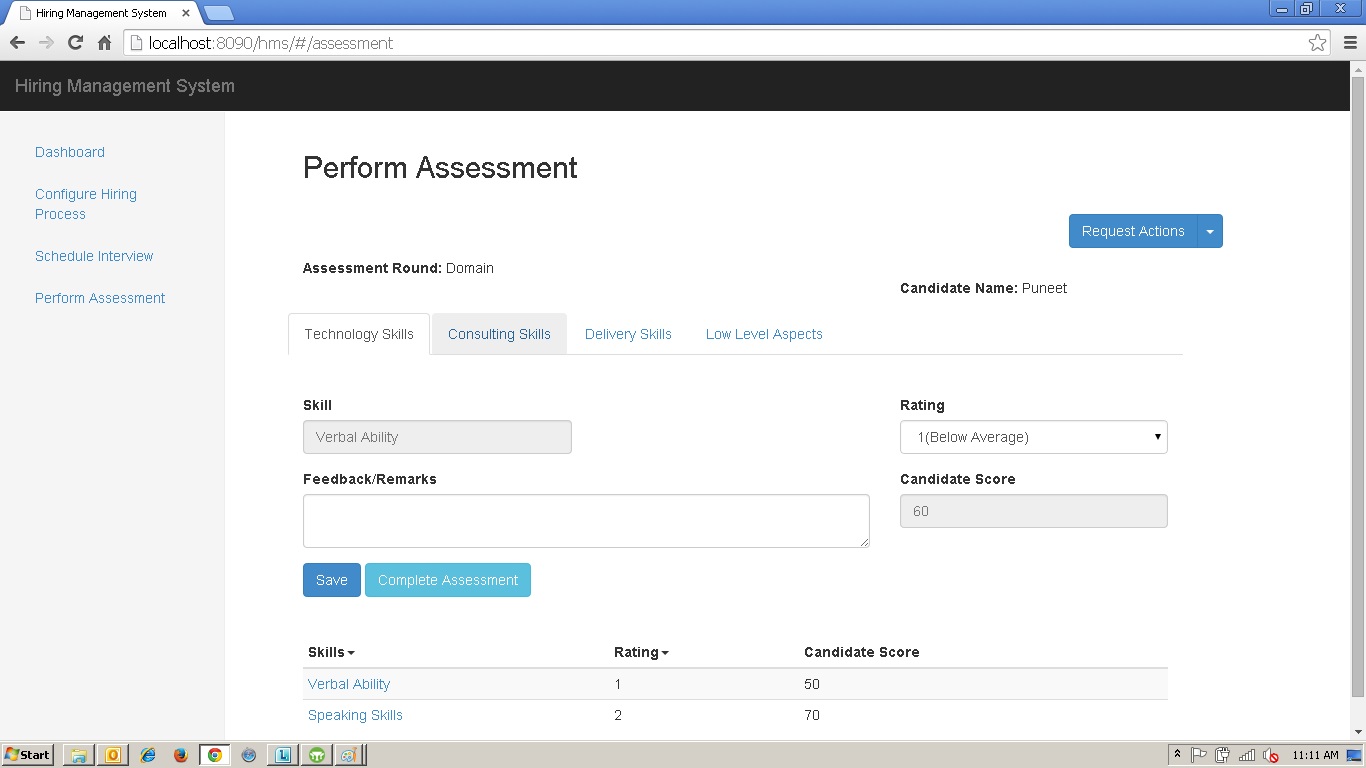 Hiring Management System
localhost:8090/hms/#/assessment
Hiring Management System
Dashboard
Configure Hiring
Process
Schedule Interview
Perform Assessment
Perform Assessment
Request Actions
Assessment Round: Domain
Candidate Name: Puneet
Technology Skills Consulting Skills Delivery Skills Low Level Aspects
Skill Rating
Verbal Ability 1(Below Average)
Feedback/Remarks Candidate Score
60
Save Complete Assessment
Skills Rating Candidate Score
Verbal Ability 1 50
Speaking Skills 2 70
Start 11:11 AM